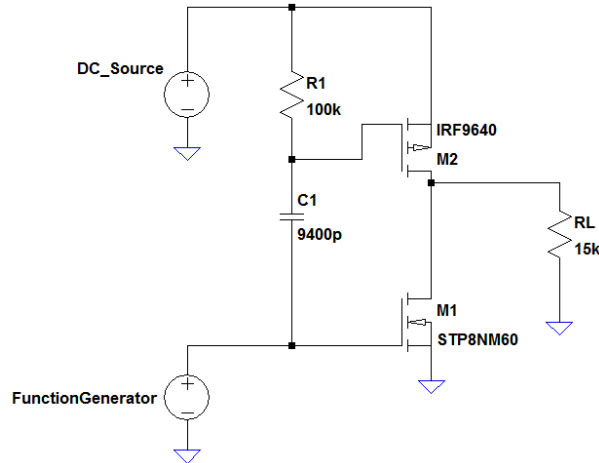 DC_Source
+
−
R1
100k
IRF9640
M2
C1
9400p
RL
15k
M1
STP8NM60
FunctionGenerator
+
−